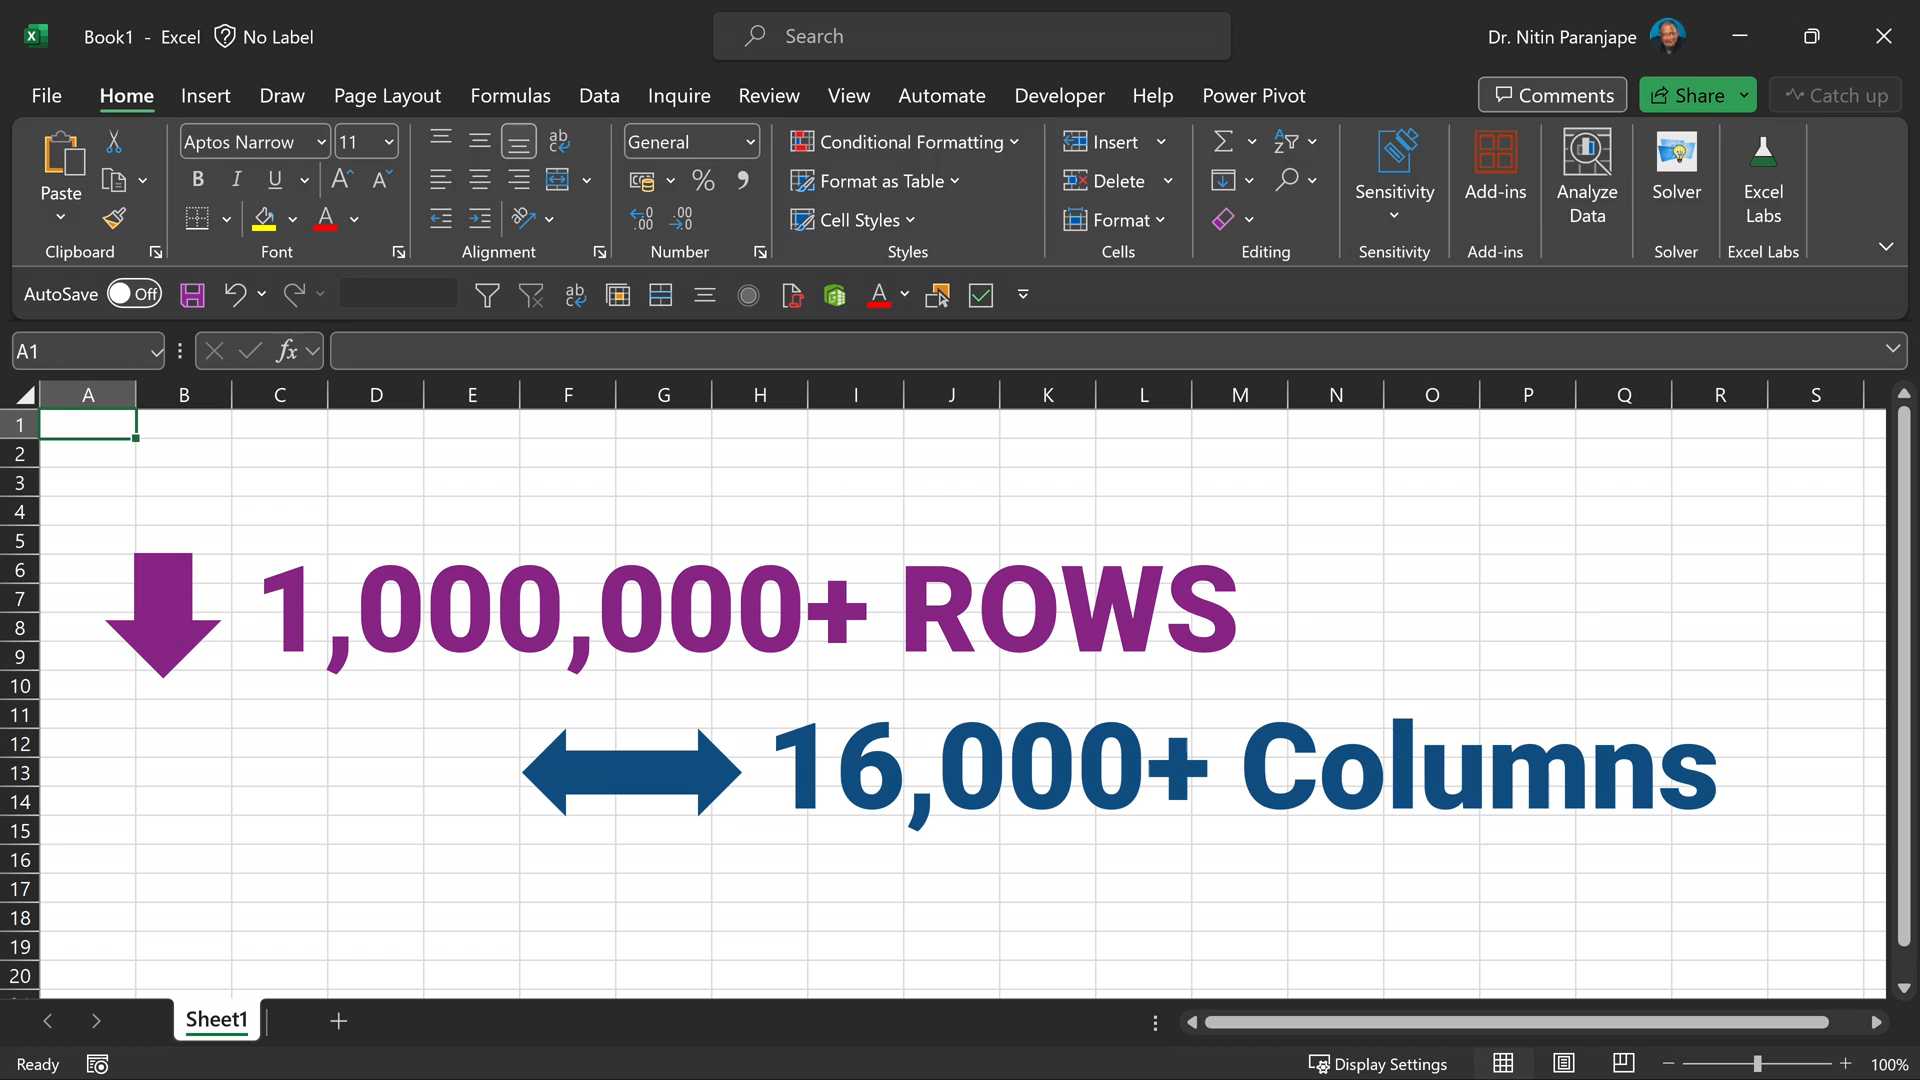 Book1 - Excel No Label Search Dr. Nitin Paranjape
File Home Insert Draw Page Layout Formulas Data Inquire Review View Automate Developer Help Power Pivot Comments Share Catch up
Aptos Narrow 11 General Conditional Formatting Insert
Paste B I U A A % 9 Format as Table Delete Sensitivity Add-ins Analyze Data Solver Excel Labs
A Cell Styles Format
Clipboard Font Alignment Number Styles Cells Editing Sensitivity Add-ins Solver Excel Labs
AutoSave Off ab A
A1 fx
A B C D E F G H I J K L M N O P Q R S
1
2
3
4
5
6
7
8
9
10
11
12
13
14
15
16
17
18
19
20
1,000,000+ ROWS
16,000+ Columns
Sheet1
Ready Display Settings 100%